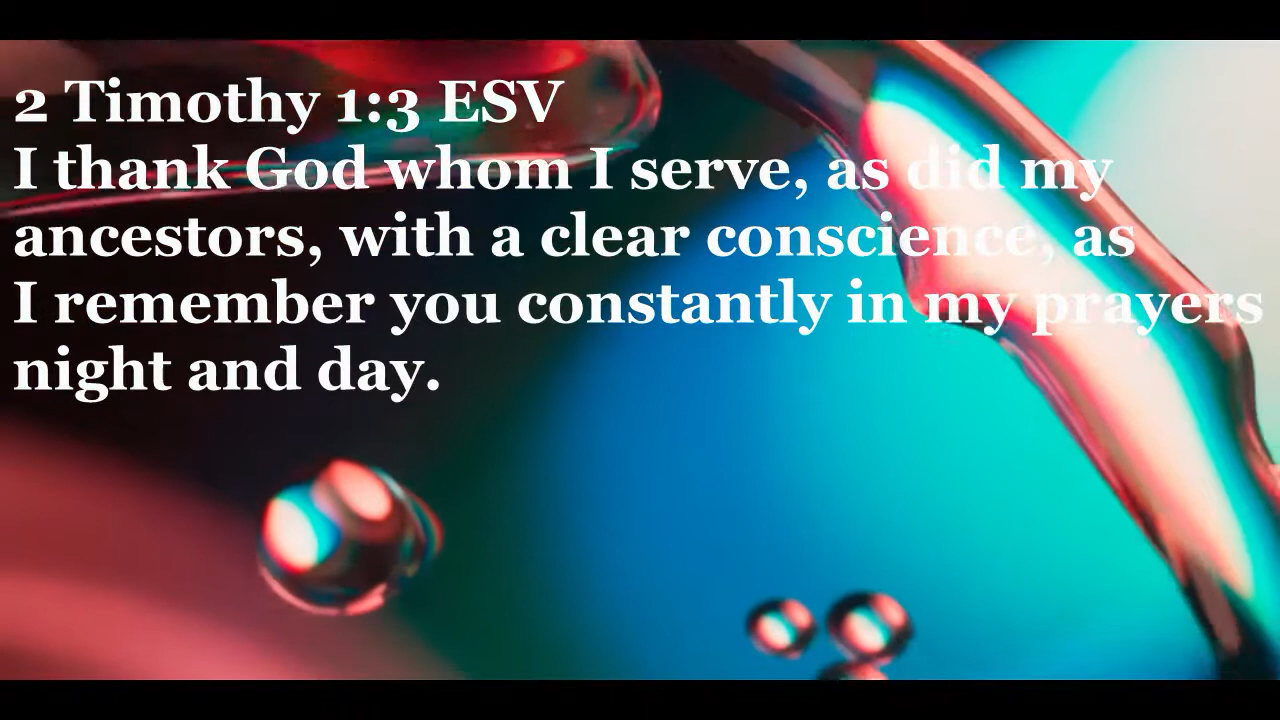 2 Timothy 1:3 ESV
I thank God whom I serve, as did my
ancestors, with a clear conscience, as
I remember you constantly in my prayers
night and day.